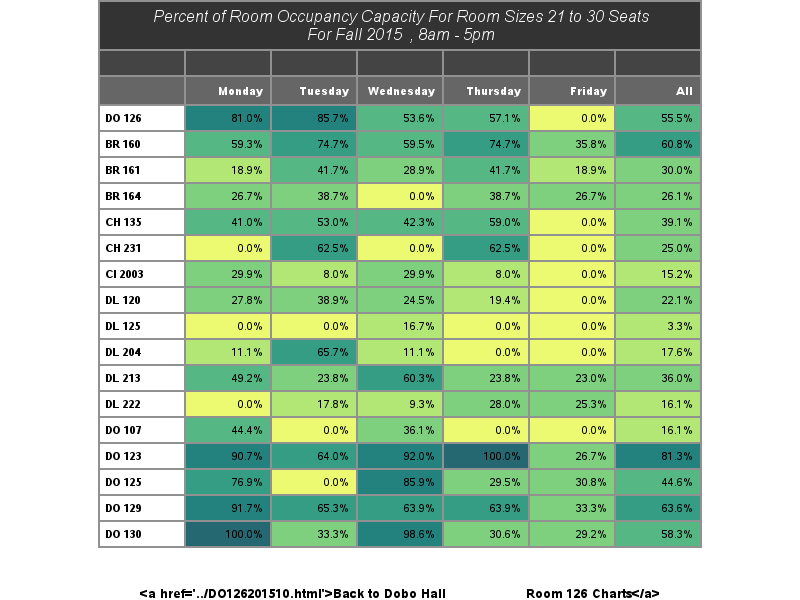 Percent of Room Occupancy Capacity For Room Sizes 21 to 30 Seats
For Fall 2015 , 8am - 5pm
Monday Tuesday Wednesday Thursday Friday All
DO 126 81.0% 85.7% 53.6% 57.1% 0.0% 55.5%
BR 160 59.3% 74.7% 59.5% 74.7% 35.8% 60.8%
BR 161 18.9% 41.7% 28.9% 41.7% 18.9% 30.0%
BR 164 26.7% 38.7% 0.0% 38.7% 26.7% 26.1%
CH 135 41.0% 53.0% 42.3% 59.0% 0.0% 39.1%
CH 231 0.0% 62.5% 0.0% 62.5% 0.0% 25.0%
CI 2003 29.9% 8.0% 29.9% 8.0% 0.0% 15.2%
DL 120 27.8% 38.9% 24.5% 19.4% 0.0% 22.1%
DL 125 0.0% 0.0% 16.7% 0.0% 0.0% 3.3%
DL 204 11.1% 65.7% 11.1% 0.0% 0.0% 17.6%
DL 213 49.2% 23.8% 60.3% 23.8% 23.0% 36.0%
DL 222 0.0% 17.8% 9.3% 28.0% 25.3% 16.1%
DO 107 44.4% 0.0% 36.1% 0.0% 0.0% 16.1%
DO 123 90.7% 64.0% 92.0% 100.0% 26.7% 81.3%
DO 125 76.9% 0.0% 85.9% 29.5% 30.8% 44.6%
DO 129 91.7% 65.3% 63.9% 63.9% 33.3% 63.6%
DO 130 100.0% 33.3% 98.6% 30.6% 29.2% 58.3%
<a href='../DO126201510.html'>Back to Dobo Hall Room 126 Charts</a>